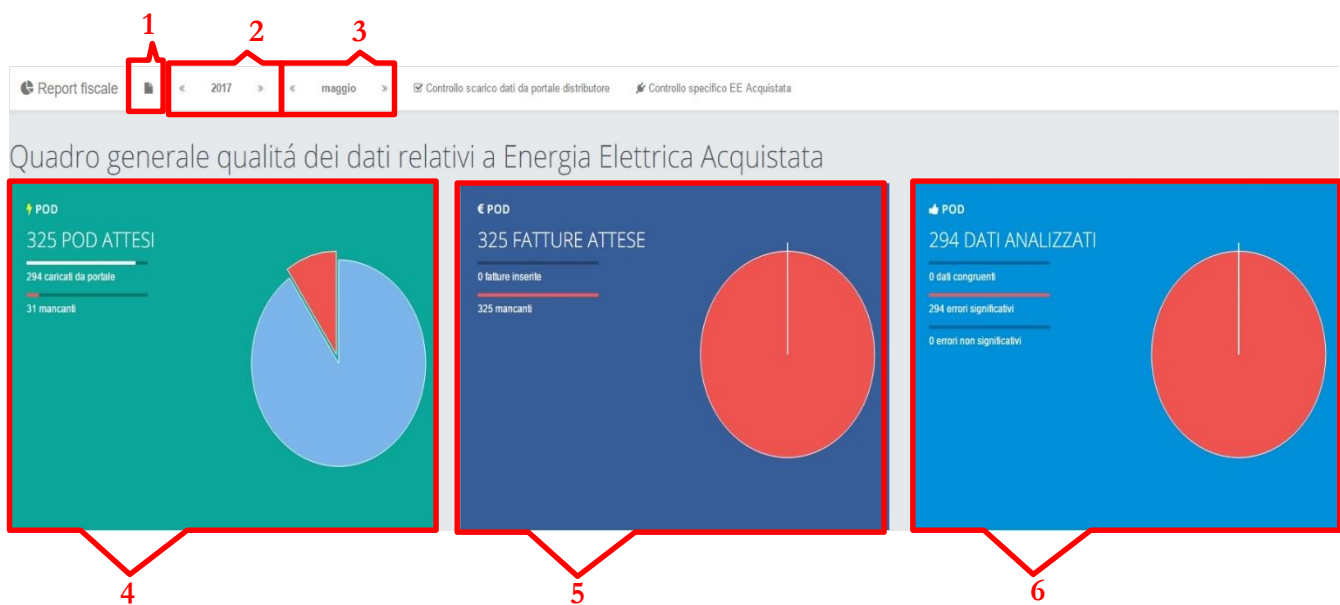 1 2 3
Report fiscale « 2017 » « maggio » Controllo scarico dati da portale distributore Controllo specifico EE Acquistata
Quadro generale qualitá dei dati relativi a Energia Elettrica Acquistata
POD
325 POD ATTESI
294 caricati da portale
31 mancanti
€ POD
325 FATTURE ATTESE
0 fatture inserite
325 mancanti
POD
294 DATI ANALIZZATI
0 dati congruenti
294 errori significativi
0 errori non significativi
4 5 6